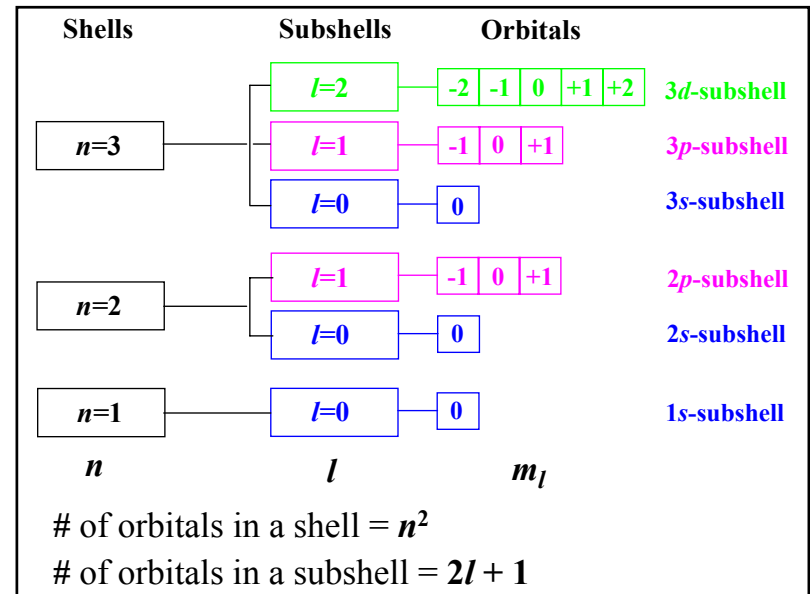 Shells Subshells Orbitals
l=2 -2 -1 0 +1 +2 3d-subshell
n=3 l=1 -1 0 +1 3p-subshell
l=0 0 3s-subshell
l=1 -1 0 +1 2p-subshell
n=2
l=0 0 2s-subshell
n=1 l=0 0 1s-subshell
n l mₗ
# of orbitals in a shell = n²
# of orbitals in a subshell = 2l + 1